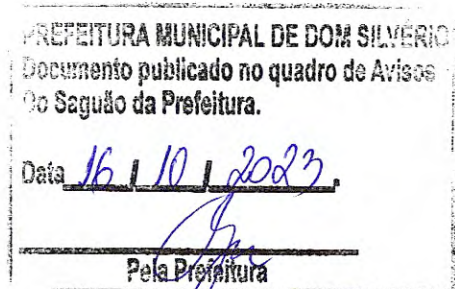 PREFEITURA MUNICIPAL DE DOM SILVÉRIO
Documento publicado no quadro de Avisos
Do Saguão da Prefeitura.
Data 16 / 10 / 2023.
Pela Prefeitura